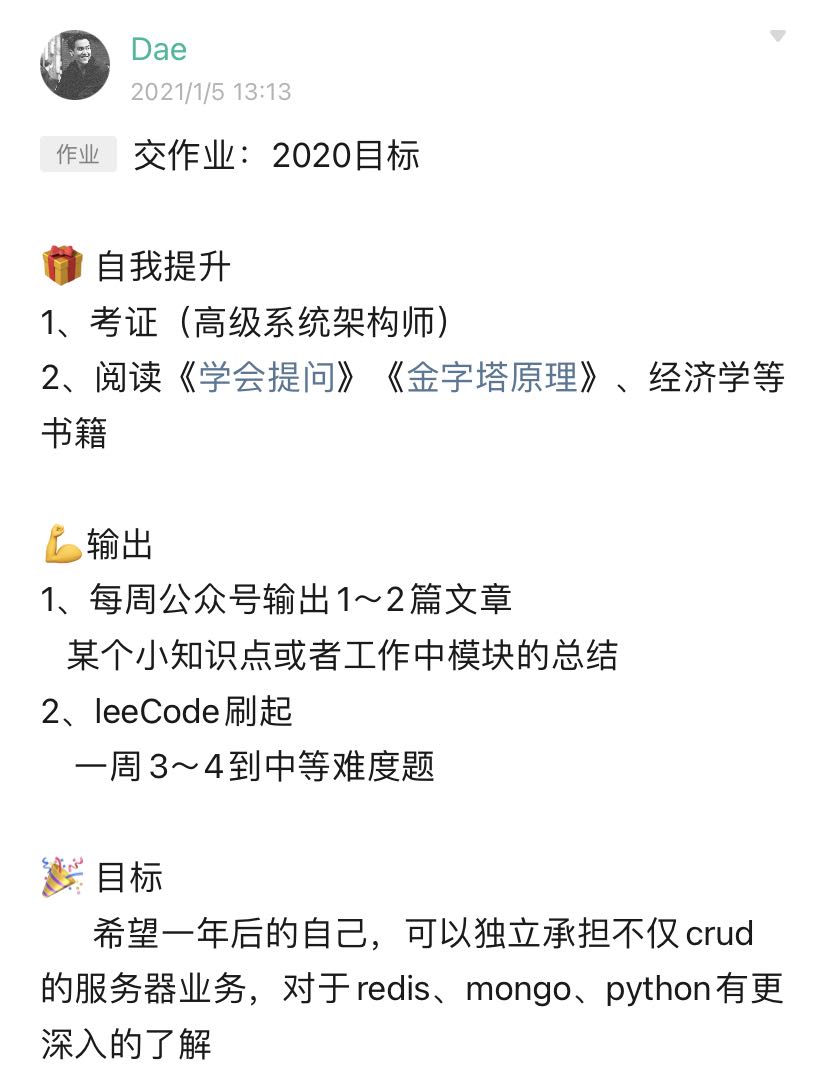 Dae
2021/1/5 13:13
作业 交作业：2020目标
🎁 自我提升
1、考证（高级系统架构师）
2、阅读《学会提问》《金字塔原理》、经济学等
书籍
💪输出
1、每周公众号输出1～2篇文章
某个小知识点或者工作中模块的总结
2、leeCode刷起
一周3～4到中等难度题
🎉 目标
希望一年后的自己，可以独立承担不仅crud
的服务器业务，对于redis、mongo、python有更
深入的了解